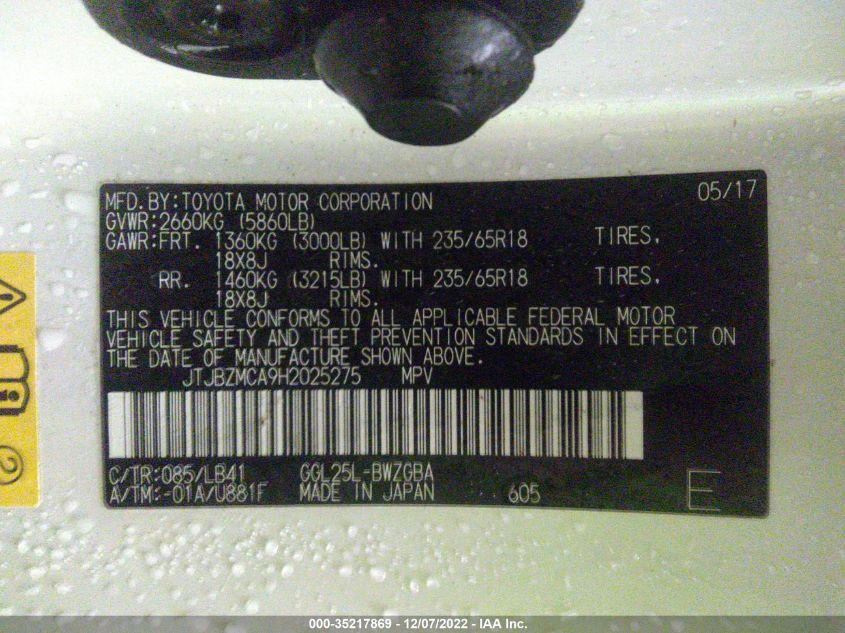 MFD.BY:TOYOTA MOTOR CORPORATION 05/17
GVWR:2660KG (5860LB)
GAWR:FRT. 1360KG (3000LB) WITH 235/65R18 TIRES.
18X8J RIMS.
RR. 1460KG (3215LB) WITH 235/65R18 TIRES.
18X8J RIMS.
THIS VEHICLE CONFORMS TO ALL APPLICABLE FEDERAL MOTOR
VEHICLE SAFETY AND THEFT PREVENTION STANDARDS IN EFFECT ON
THE DATE OF MANUFACTURE SHOWN ABOVE.
JTJBZMCA9H2025275 MPV
C/TR:085/LB41 GGL25L-BWZGBA
A/TM:-01A/U881F MADE IN JAPAN 605 E
2
000-35217869 - 12/07/2022 - IAA Inc.